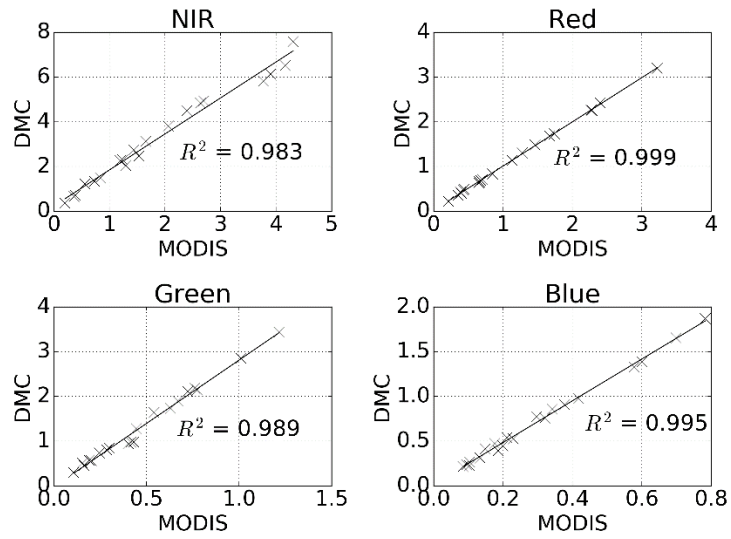 NIR
8
6
4
2
0
0 1 2 3 4 5
DMC
MODIS
R² = 0.983
Red
4
3
2
1
0
0 1 2 3 4
DMC
MODIS
R² = 0.999
Green
4
3
2
1
0
0.0 0.5 1.0 1.5
DMC
MODIS
R² = 0.989
Blue
2.0
1.5
1.0
0.5
0.0
0.0 0.2 0.4 0.6 0.8
DMC
MODIS
R² = 0.995